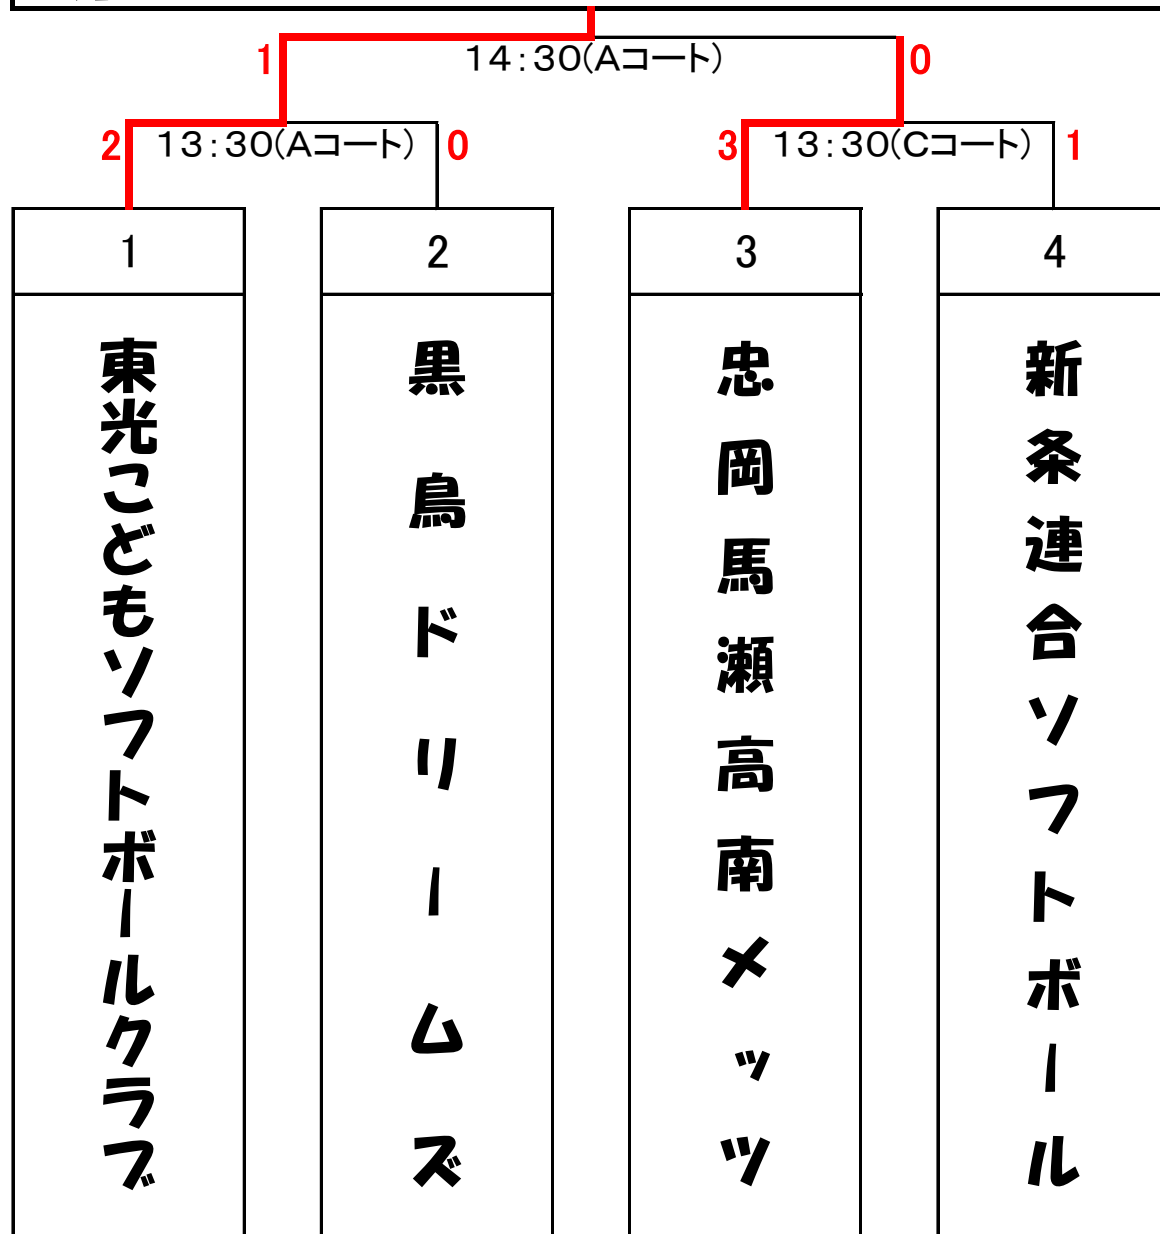 1 14:30(Aコート) 0
2 13:30(Aコート) 0 3 13:30(Cコート) 1
1 2 3 4
東光こどもソフトボールクラブ
黒鳥ドリームズ
忠岡馬瀬高南メッツ
新条連合ソフトボール